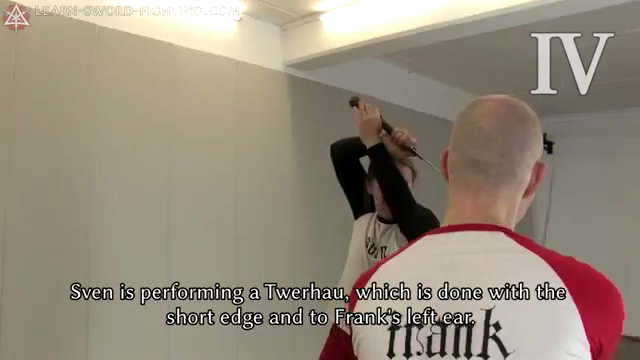 LEARN-SWORD-FIGHTING.COM
IV
Sven is performing a Twerhau, which is done with the
short edge and to Frank's left ear.
frank